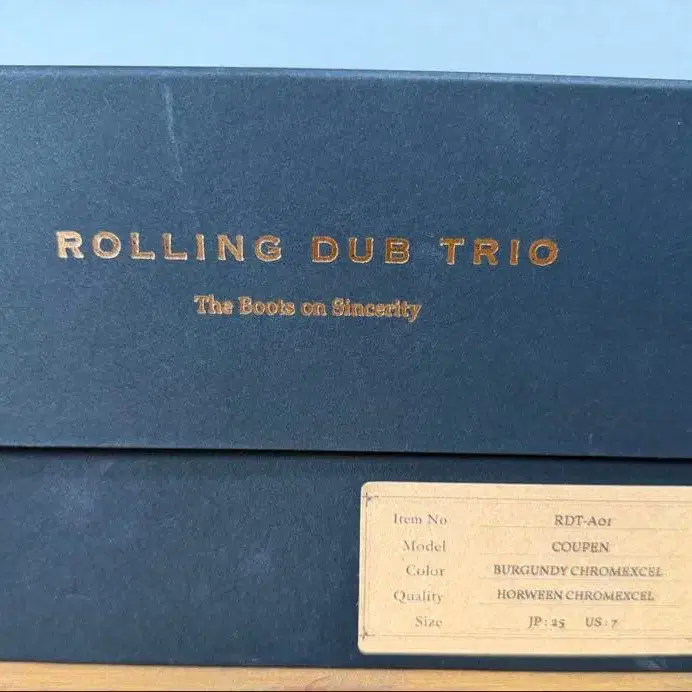 ROLLING DUB TRIO
The Boots on Sincerity
Item No RDT-A01
Model COUPEN
Color BURGUNDY CHROMEXCEL
Quality HORWEEN CHROMEXCEL
Size JP : 25 US : 7